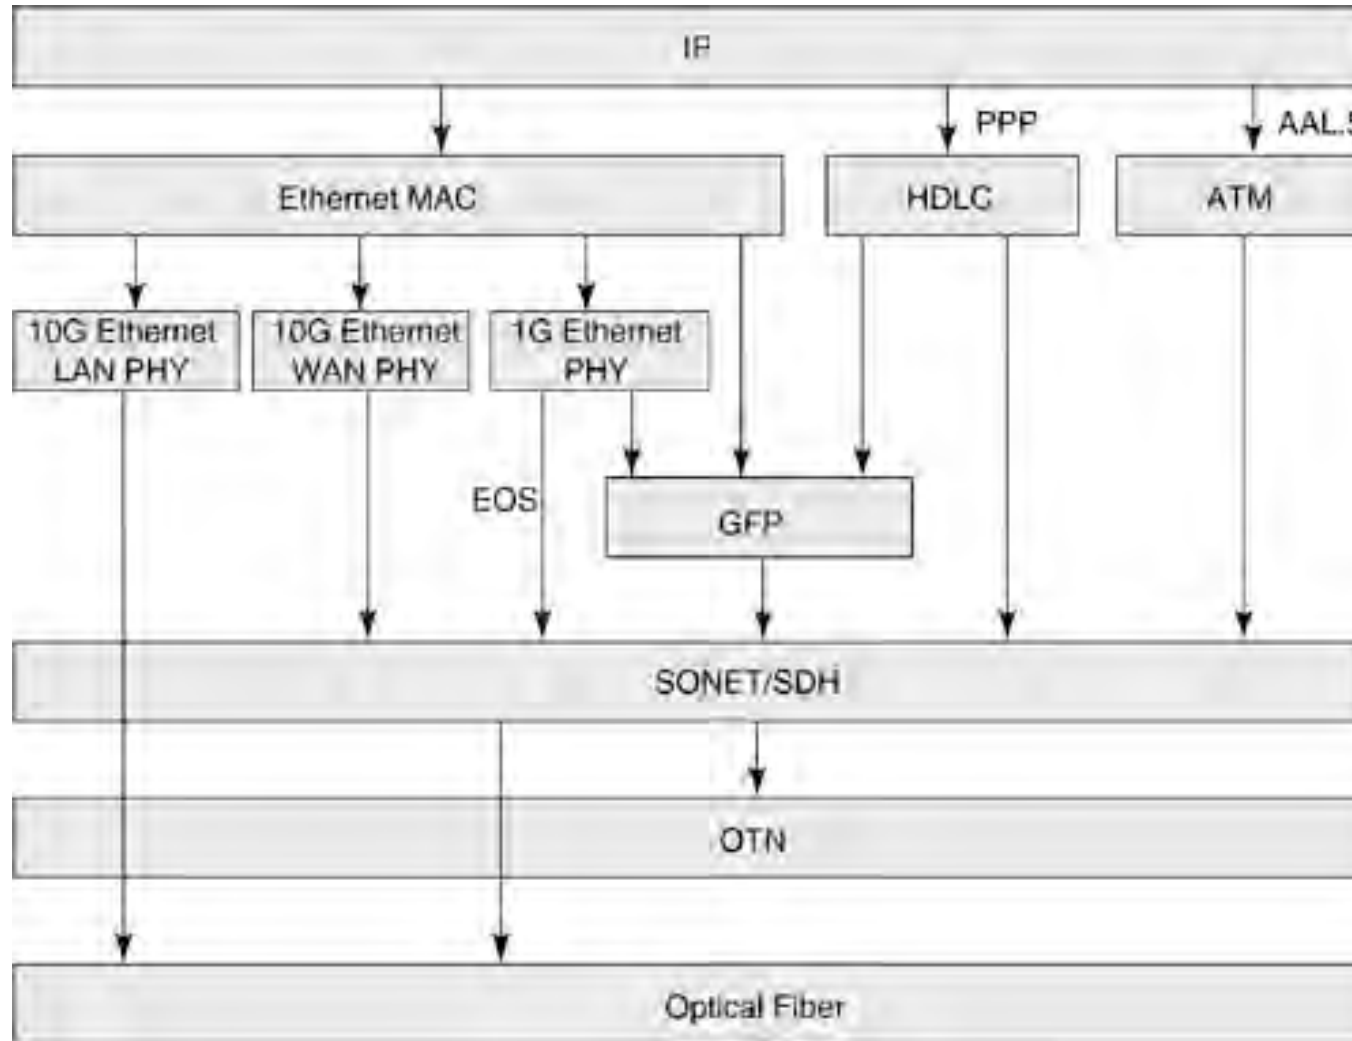 IP
PPP
AAL5
Ethernet MAC
HDLC
ATM
10G Ethernet
LAN PHY
10G Ethernet
WAN PHY
1G Ethernet
PHY
EOS
GFP
SONET/SDH
OTN
Optical Fiber